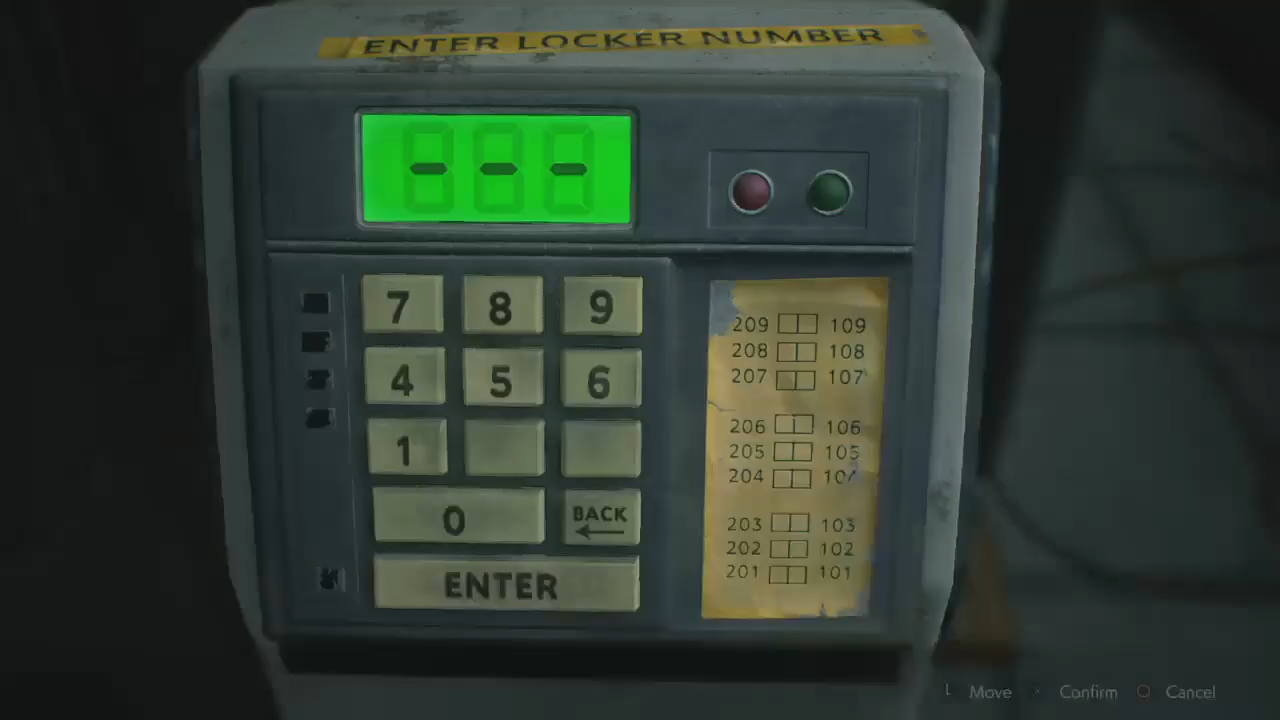 ENTER LOCKER NUMBER
---
7 8 9
4 5 6
1
0 BACK
ENTER
209 109
208 108
207 107
206 106
205 105
204 104
203 103
202 102
201 101
L Move × Confirm ○ Cancel